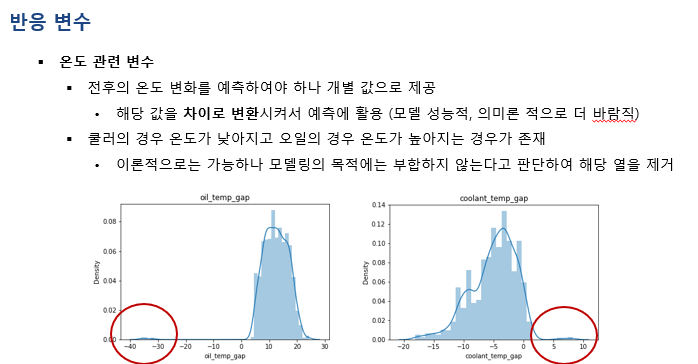 반응 변수
▪ 온도 관련 변수
▪ 전후의 온도 변화를 예측하여야 하나 개별 값으로 제공
• 해당 값을 차이로 변환시켜서 예측에 활용 (모델 성능적, 의미론 적으로 더 바람직)
▪ 쿨러의 경우 온도가 낮아지고 오일의 경우 온도가 높아지는 경우가 존재
• 이론적으로는 가능하나 모델링의 목적에는 부합하지 않는다고 판단하여 해당 열을 제거
oil_temp_gap
0.08
0.06
0.04
0.02
0.00
Density
−40 −30 −20 −10 0 10 20 30
oil_temp_gap
coolant_temp_gap
0.14
0.12
0.10
0.08
0.06
0.04
0.02
0.00
Density
−20 −15 −10 −5 0 5 10
coolant_temp_gap